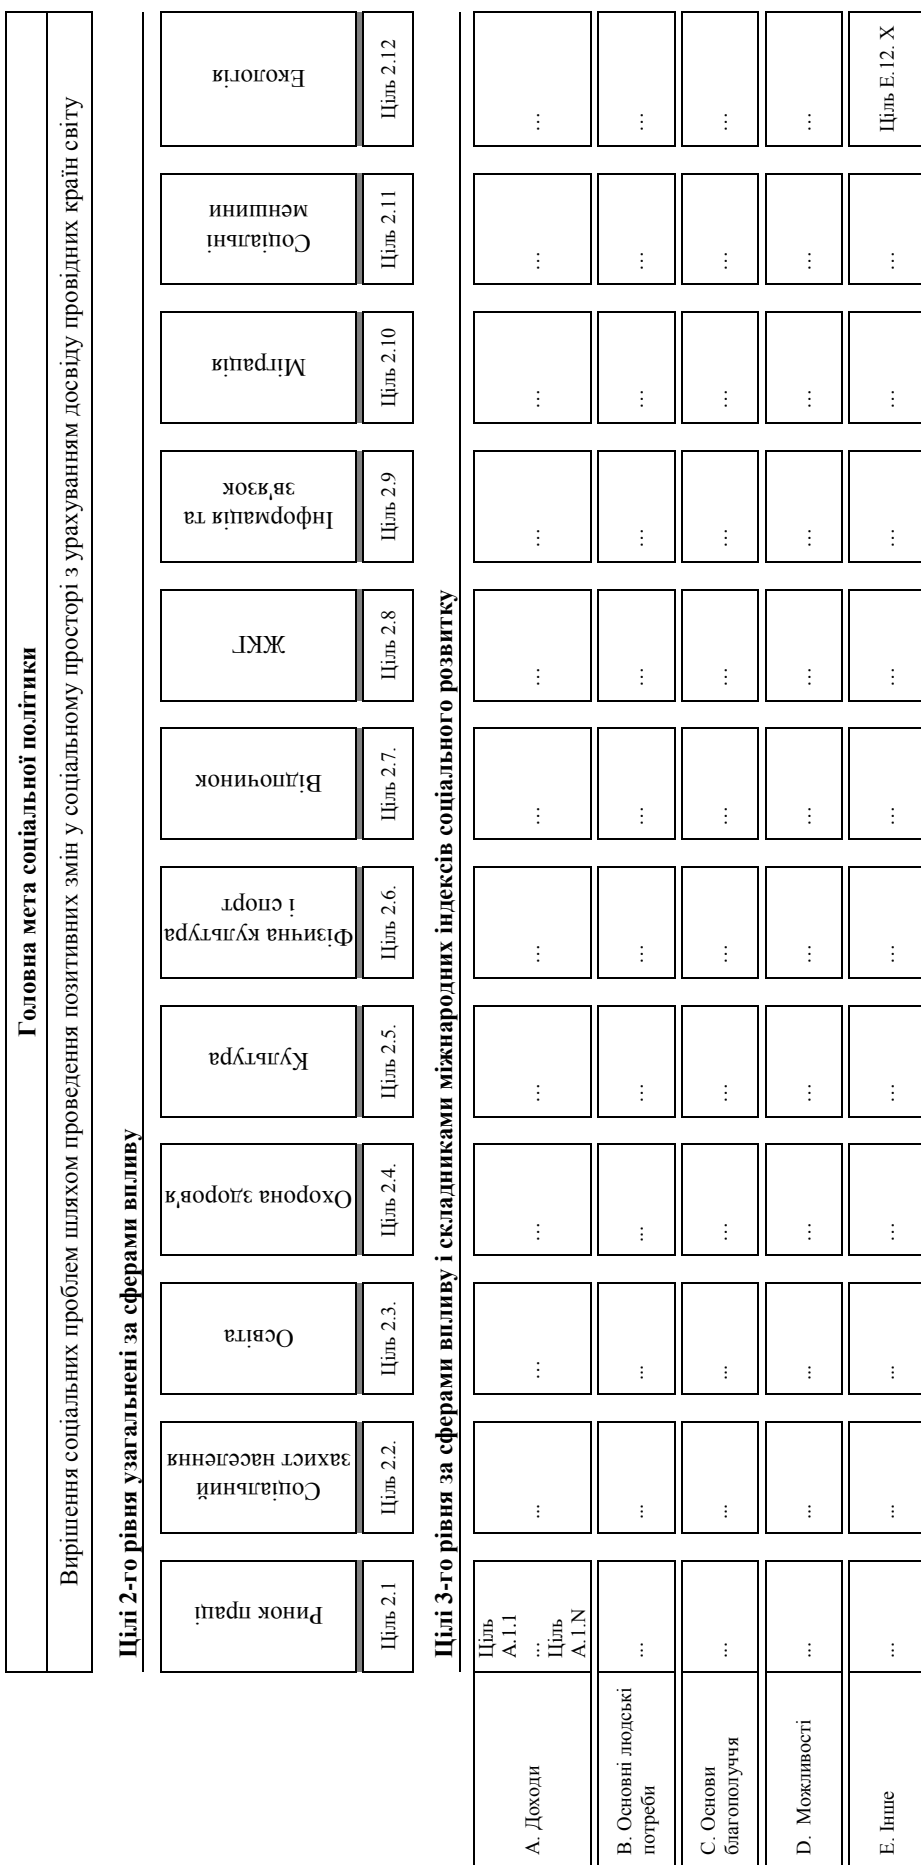 Головна мета соціальної політики
Вирішення соціальних проблем шляхом проведення позитивних змін у соціальному просторі з урахуванням досвіду провідних країн світу
Цілі 2-го рівня узагальнені за сферами впливу
Ринок праці
Соціальний
захист населення
Освіта
Охорона здоров'я
Культура
Фізична культура
і спорт
Відпочинок
ЖКГ
Інформація та
зв'язок
Міграція
Соціальні
меншини
Екологія
Ціль 2.1
Ціль 2.2.
Ціль 2.3.
Ціль 2.4.
Ціль 2.5.
Ціль 2.6.
Ціль 2.7.
Ціль 2.8
Ціль 2.9
Ціль 2.10
Ціль 2.11
Ціль 2.12
Цілі 3-го рівня за сферами впливу і складниками міжнародних індексів соціального розвитку
A. Доходи
Ціль
A.1.1
...
Ціль
A.1.N
...
...
...
...
...
...
...
...
...
...
...
B. Основні людські
потреби
...
...
...
...
...
...
...
...
...
...
...
...
C. Основи
благополуччя
...
...
...
...
...
...
...
...
...
...
...
...
D. Можливості
...
...
...
...
...
...
...
...
...
...
...
...
E. Інше
...
...
...
...
...
...
...
...
...
...
...
Ціль E.12. X